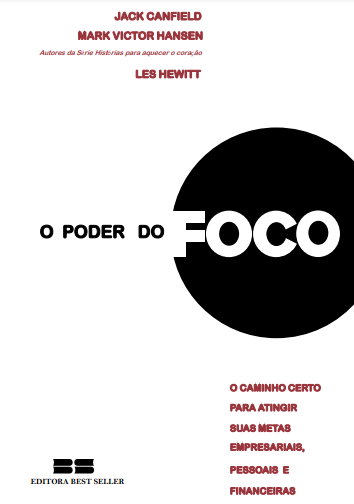 JACK CANFIELD
MARK VICTOR HANSEN
Autores da Série Histórias para aquecer o coração
LES HEWITT
O PODER DO FOCO
O CAMINHO CERTO
PARA ATINGIR
SUAS METAS
EMPRESARIAIS,
PESSOAIS E
FINANCEIRAS
BS
EDITORA BEST SELLER